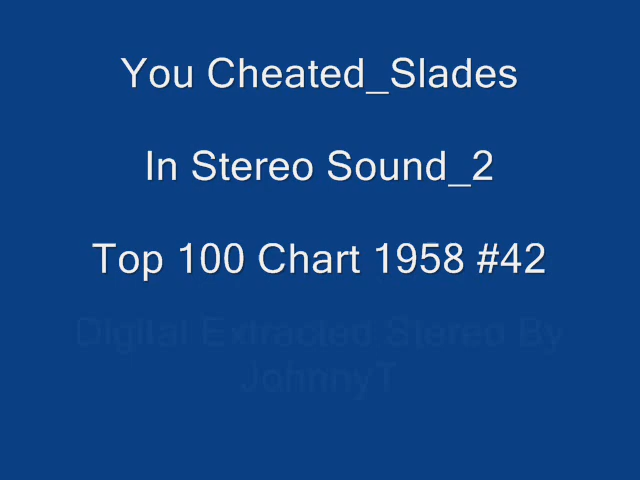 You Cheated_Slades
In Stereo Sound_2
Top 100 Chart 1958 #42
Digital Extracted Stereo By
JohnnyT